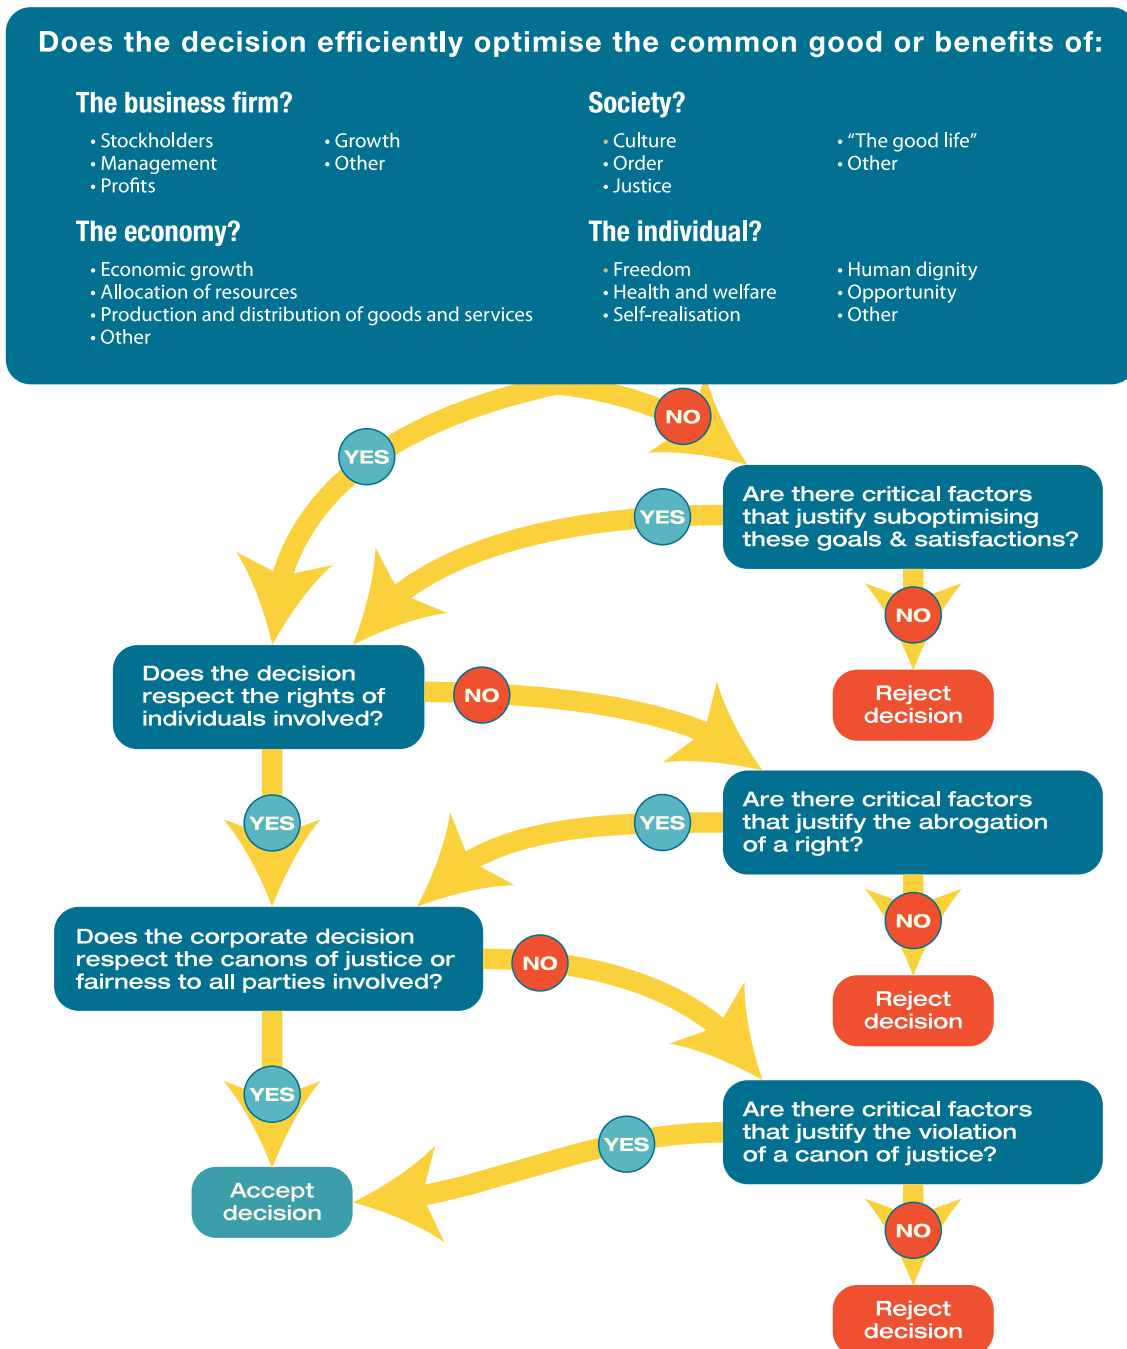 Does the decision efficiently optimise the common good or benefits of:
The business firm?
• Stockholders
• Management
• Profits
• Growth
• Other
Society?
• Culture
• Order
• Justice
• “The good life”
• Other
The economy?
• Economic growth
• Allocation of resources
• Production and distribution of goods and services
• Other
The individual?
• Freedom
• Health and welfare
• Self-realisation
• Human dignity
• Opportunity
• Other
NO
YES
Are there critical factors
that justify suboptimising
these goals & satisfactions?
YES
NO
Reject
decision
Does the decision
respect the rights of
individuals involved?
NO
YES
Are there critical factors
that justify the abrogation
of a right?
YES
NO
Reject
decision
Does the corporate decision
respect the canons of justice or
fairness to all parties involved?
NO
YES
Are there critical factors
that justify the violation
of a canon of justice?
YES
NO
Accept
decision
Reject
decision